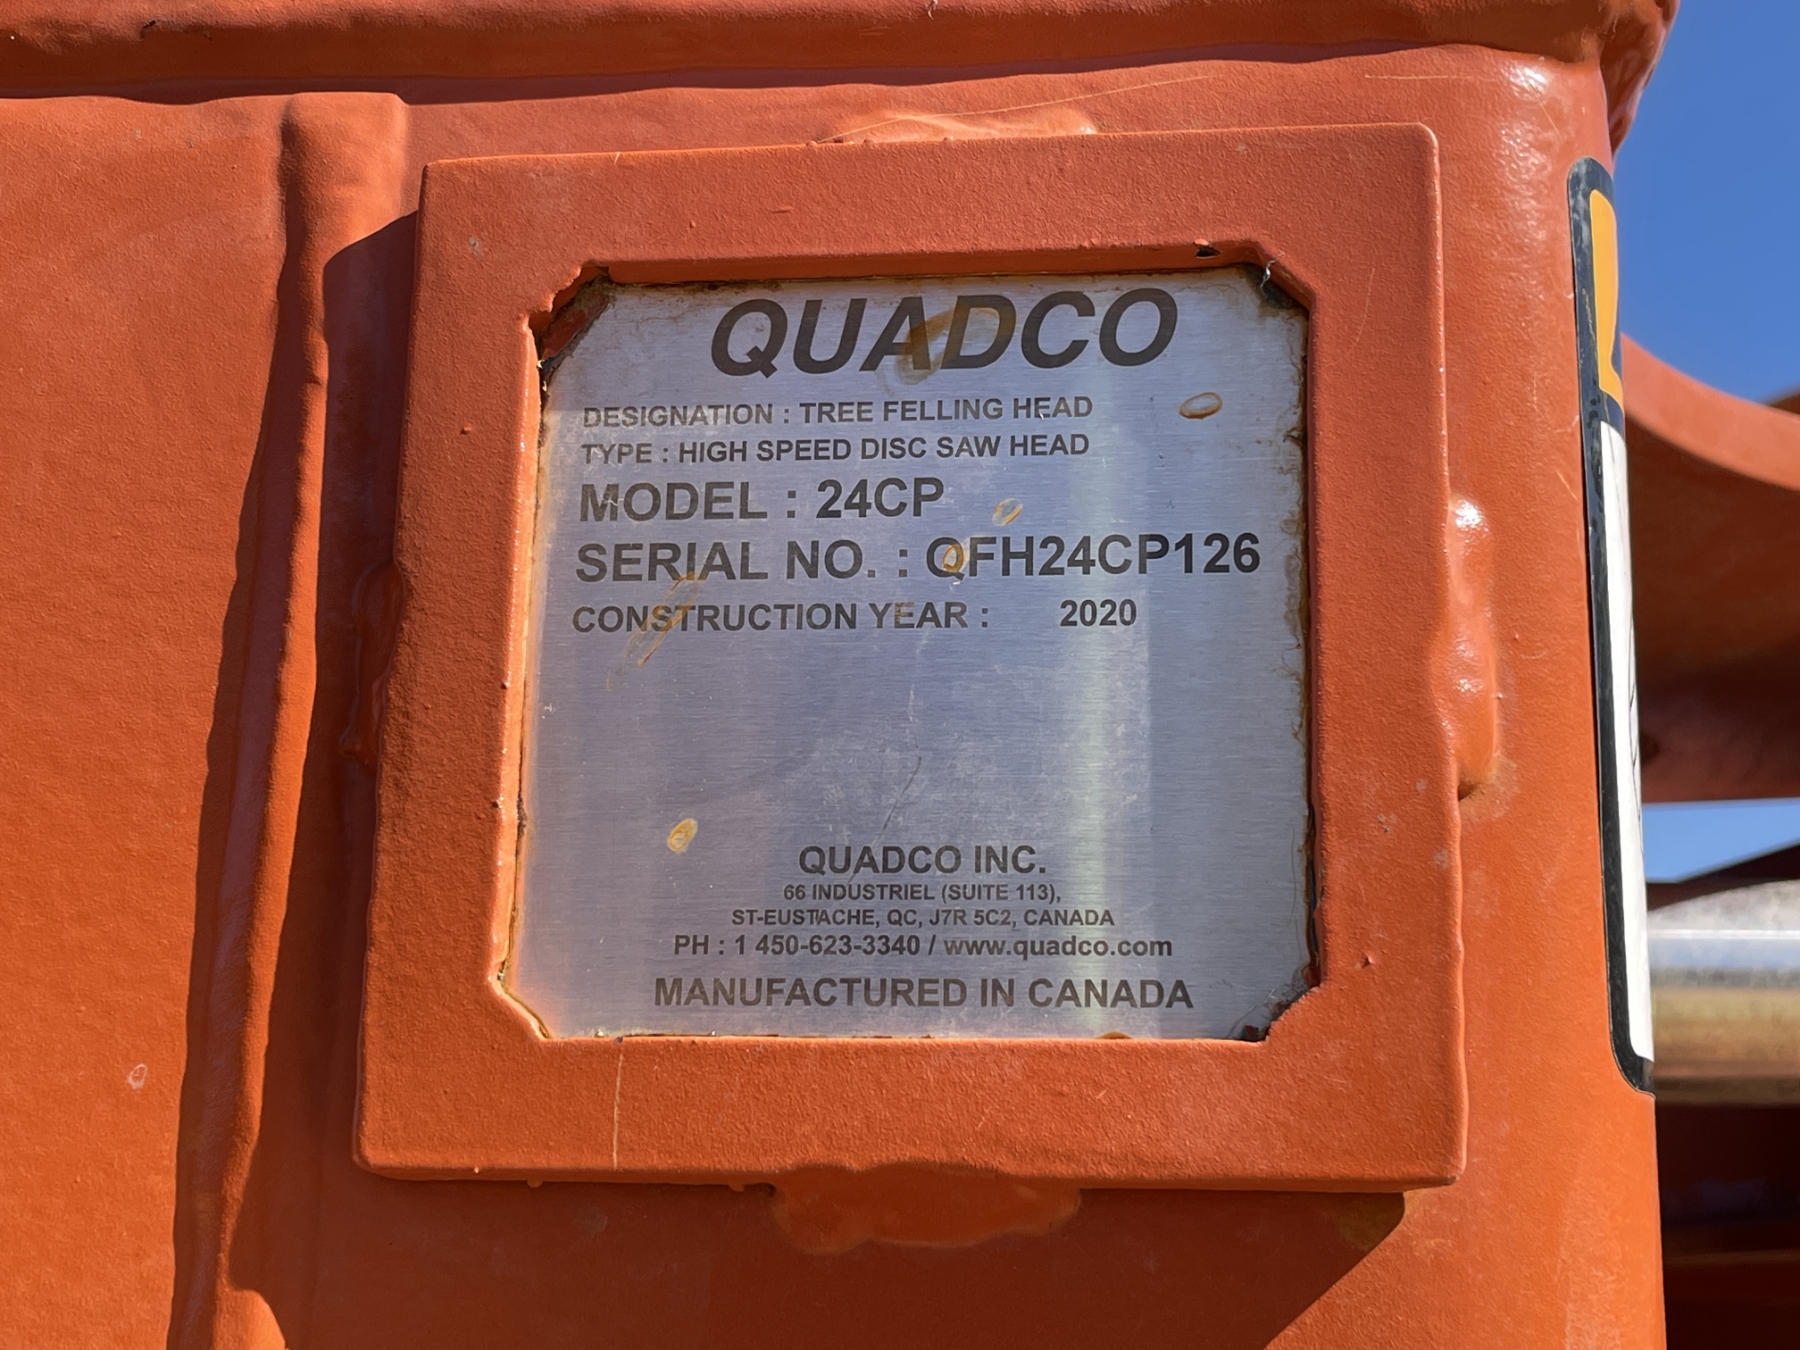 QUADCO
DESIGNATION : TREE FELLING HEAD
TYPE : HIGH SPEED DISC SAW HEAD
MODEL : 24CP
SERIAL NO. : QFH24CP126
CONSTRUCTION YEAR : 2020
QUADCO INC.
66 INDUSTRIEL (SUITE 113),
ST-EUSTACHE, QC, J7R 5C2, CANADA
PH : 1 450-623-3340 / www.quadco.com
MANUFACTURED IN CANADA